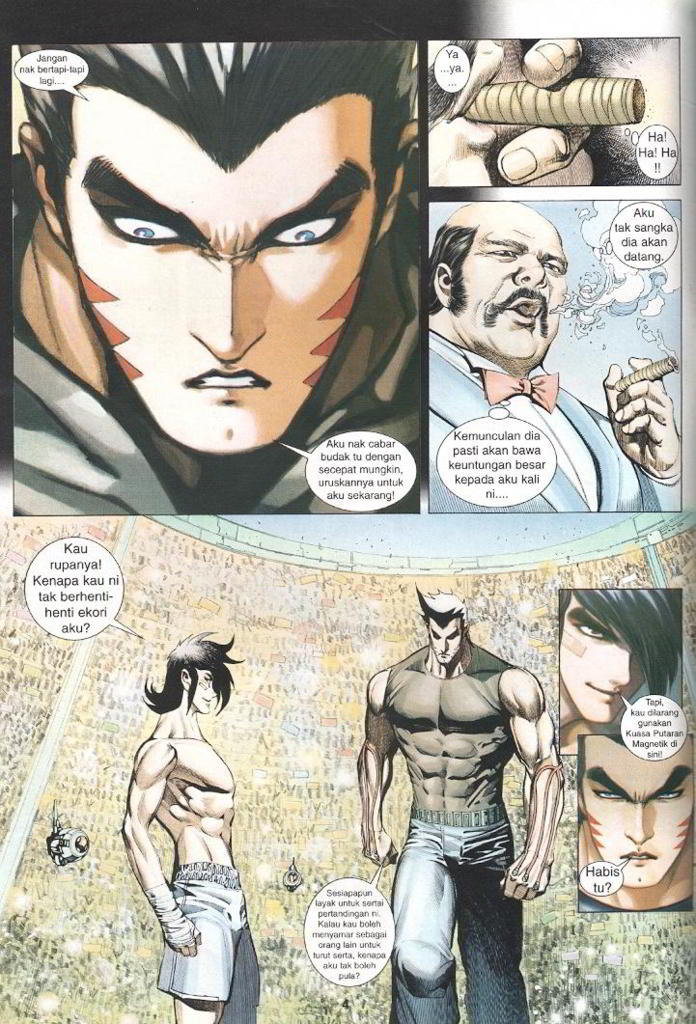 Jangan
nak bertapi-tapi
lagi....
Aku nak cabar
budak tu dengan
secepat mungkin,
uruskannya untuk
aku sekarang!
Ya
...ya.
...
Ha!
Ha! Ha
!!
Aku
tak sangka
dia akan
datang.
Kemunculan dia
pasti akan bawa
keuntungan besar
kepada aku kali
ni....
Kau
rupanya!
Kenapa kau ni
tak berhenti-
henti ekori
aku?
Sesiapapun
layak untuk sertai
pertandingan ni.
Kalau kau boleh
menyamar sebagai
orang lain untuk
turut serta, kenapa
aku tak boleh
pula?
Tapi,
kau dilarang
gunakan
Kuasa Putaran
Magnetik di
sini!
Habis
tu?
4